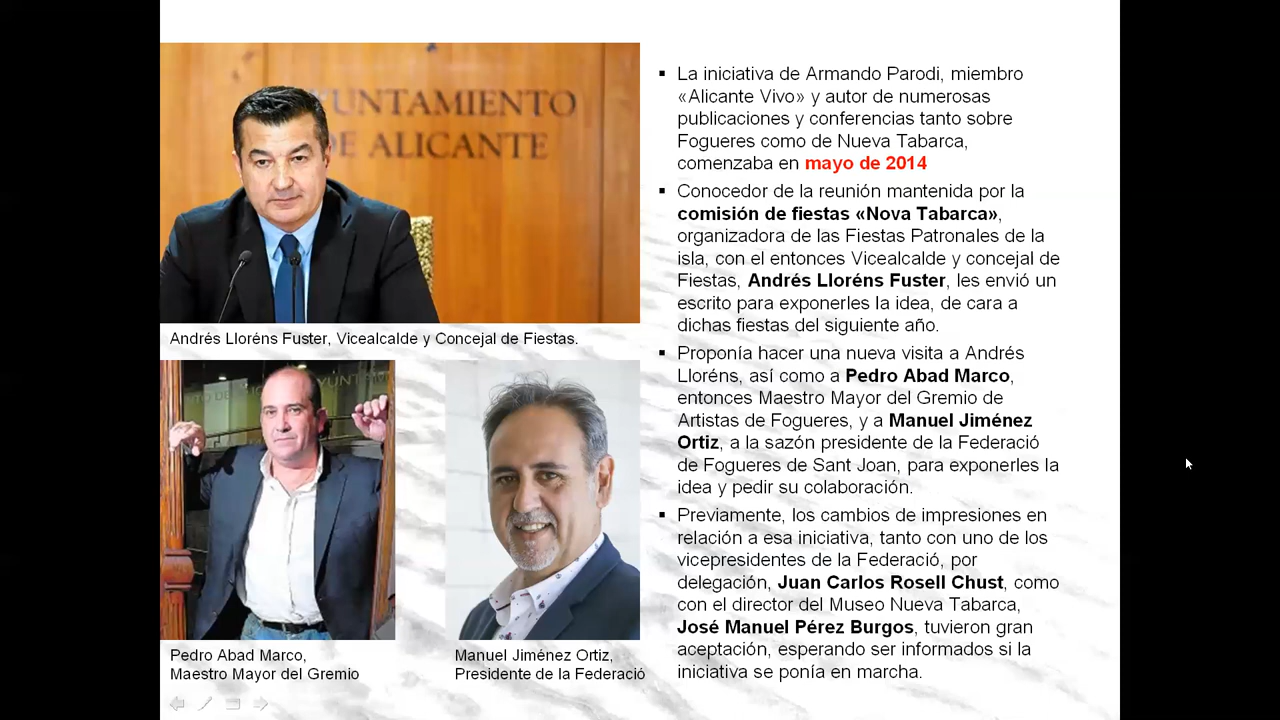 AYUNTAMIENTO
DE ALICANTE
Andrés Lloréns Fuster, Vicealcalde y Concejal de Fiestas.
Pedro Abad Marco,
Maestro Mayor del Gremio
Manuel Jiménez Ortiz,
Presidente de la Federació
▪ La iniciativa de Armando Parodi, miembro
«Alicante Vivo» y autor de numerosas
publicaciones y conferencias tanto sobre
Fogueres como de Nueva Tabarca,
comenzaba en mayo de 2014
▪ Conocedor de la reunión mantenida por la
comisión de fiestas «Nova Tabarca»,
organizadora de las Fiestas Patronales de la
isla, con el entonces Vicealcalde y concejal de
Fiestas, Andrés Lloréns Fuster, les envió un
escrito para exponerles la idea, de cara a
dichas fiestas del siguiente año.
▪ Proponía hacer una nueva visita a Andrés
Lloréns, así como a Pedro Abad Marco,
entonces Maestro Mayor del Gremio de
Artistas de Fogueres, y a Manuel Jiménez
Ortiz, a la sazón presidente de la Federació
de Fogueres de Sant Joan, para exponerles la
idea y pedir su colaboración.
▪ Previamente, los cambios de impresiones en
relación a esa iniciativa, tanto con uno de los
vicepresidentes de la Federació, por
delegación, Juan Carlos Rosell Chust, como
con el director del Museo Nueva Tabarca,
José Manuel Pérez Burgos, tuvieron gran
aceptación, esperando ser informados si la
iniciativa se ponía en marcha.